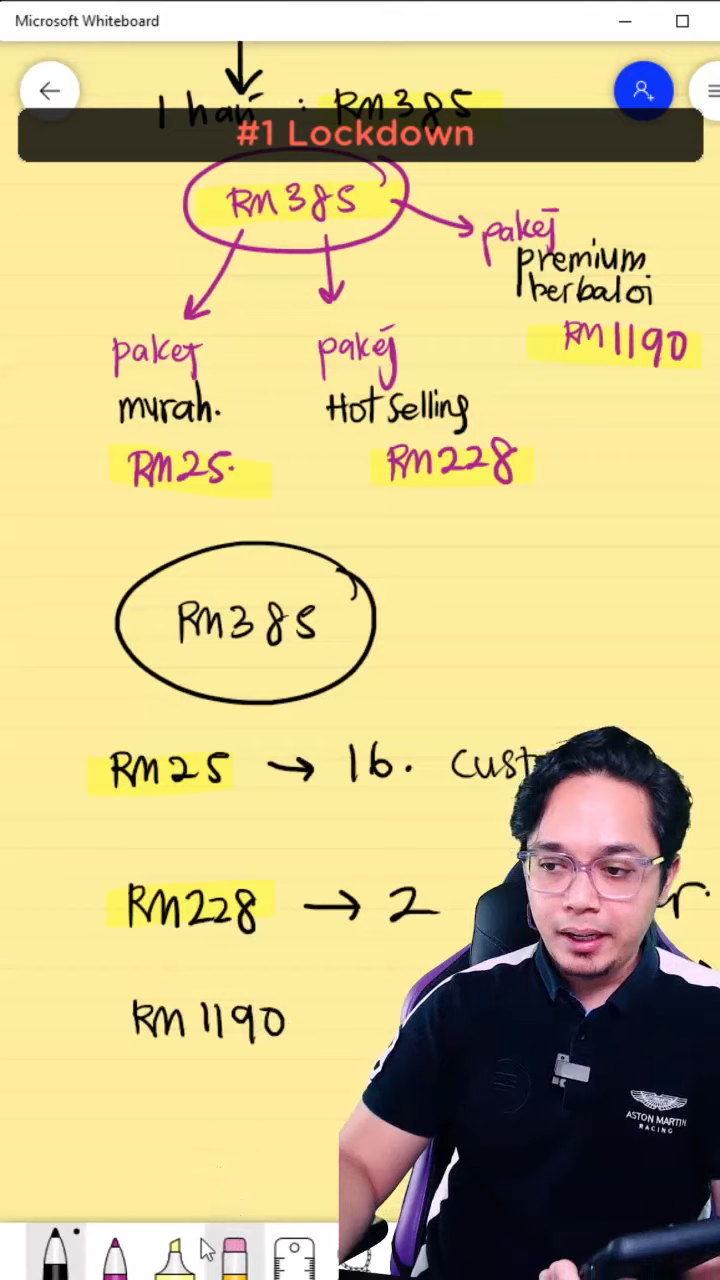 Microsoft Whiteboard
1 hari : RM385
#1 Lockdown
RM385
pakej
premium
berbaloi
RM1190
pakej
murah.
RM25.
pakej
Hot Selling
RM228
RM385
RM25 → 16. Cust
RM228 → 2 r.
RM1190
ASTON MARTIN
RACING